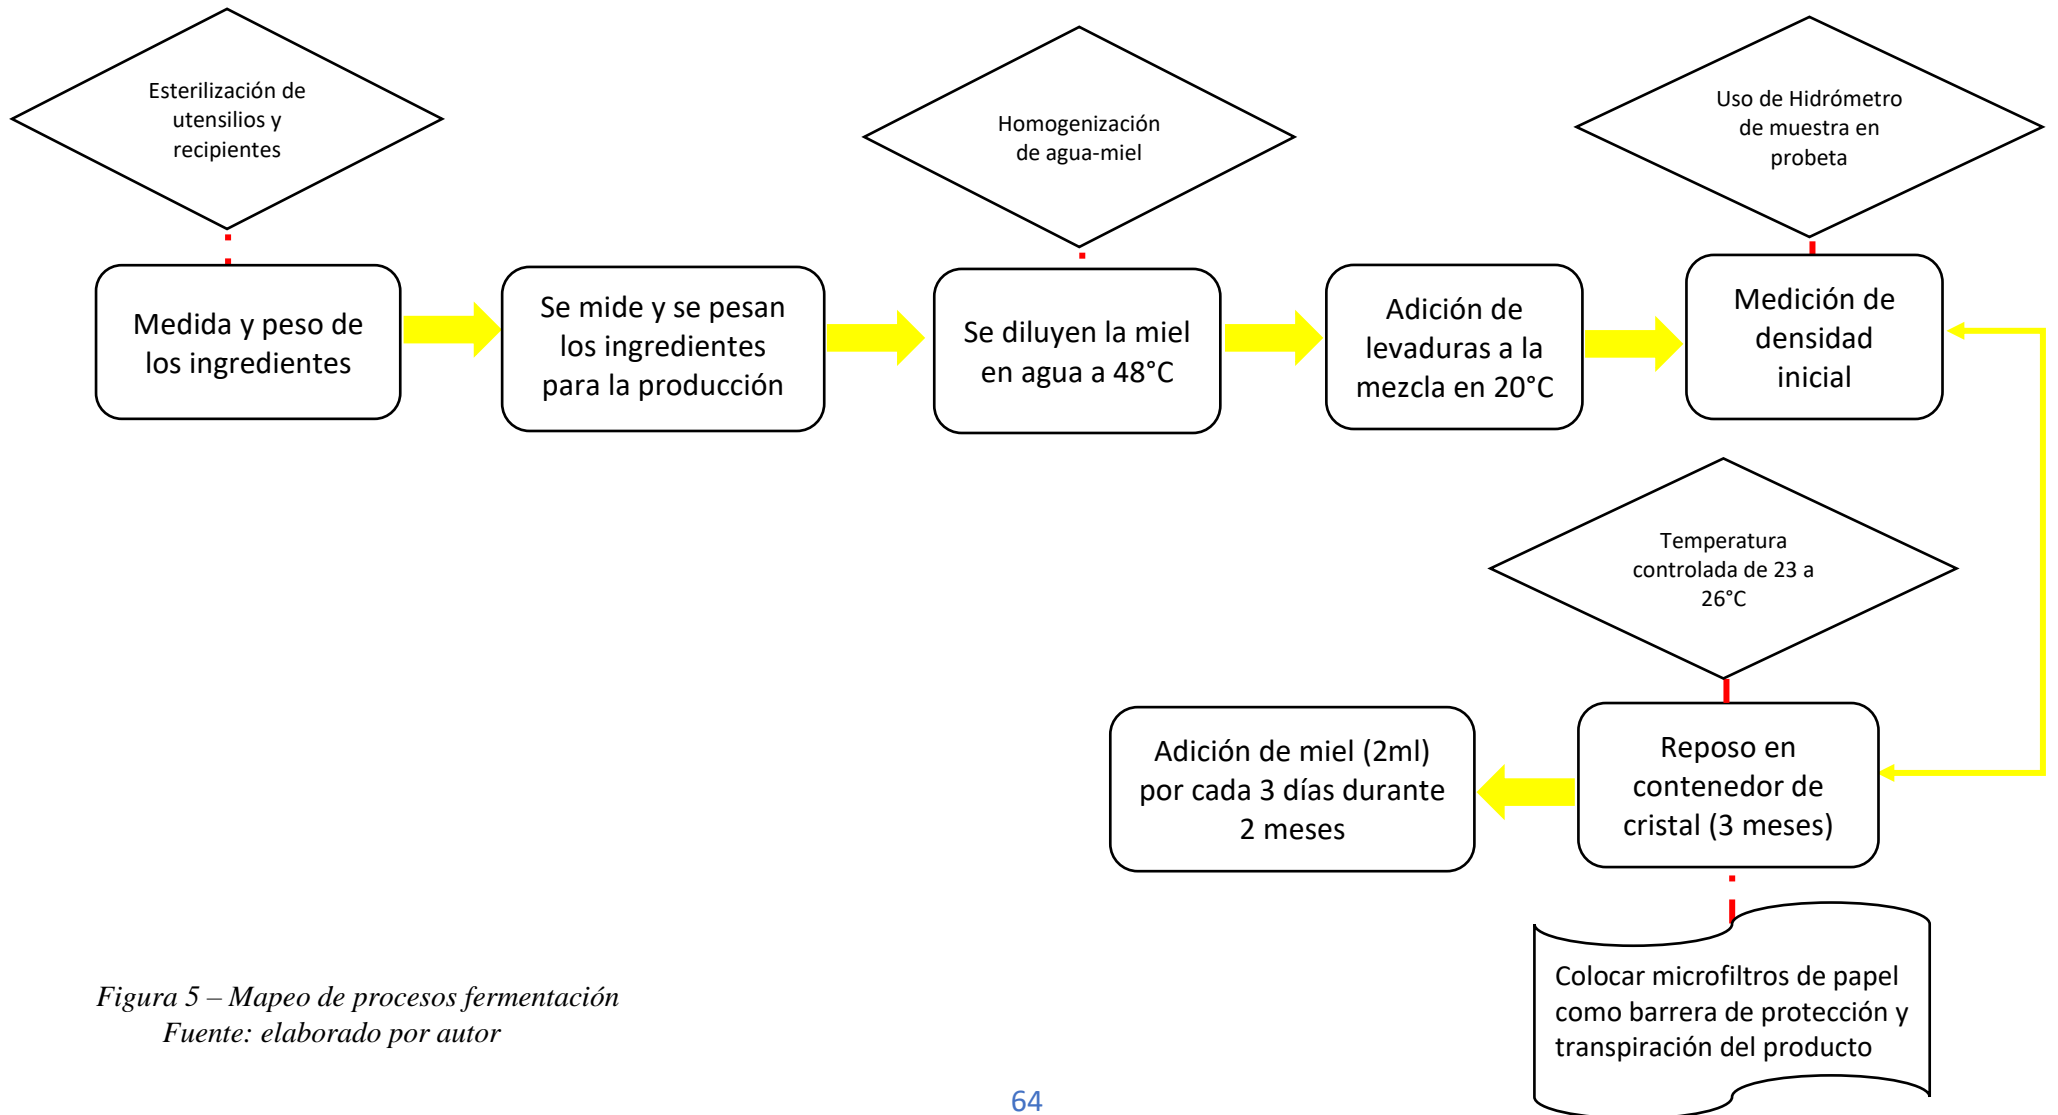 Esterilización de
utensilios y
recipientes
Homogenización
de agua-miel
Uso de Hidrómetro
de muestra en
probeta
Medida y peso de
los ingredientes
Se mide y se pesan
los ingredientes
para la producción
Se diluyen la miel
en agua a 48°C
Adición de
levaduras a la
mezcla en 20°C
Medición de
densidad
inicial
Temperatura
controlada de 23 a
26°C
Adición de miel (2ml)
por cada 3 días durante
2 meses
Reposo en
contenedor de
cristal (3 meses)
Colocar microfiltros de papel
como barrera de protección y
transpiración del producto
Figura 5 – Mapeo de procesos fermentación
Fuente: elaborado por autor
64